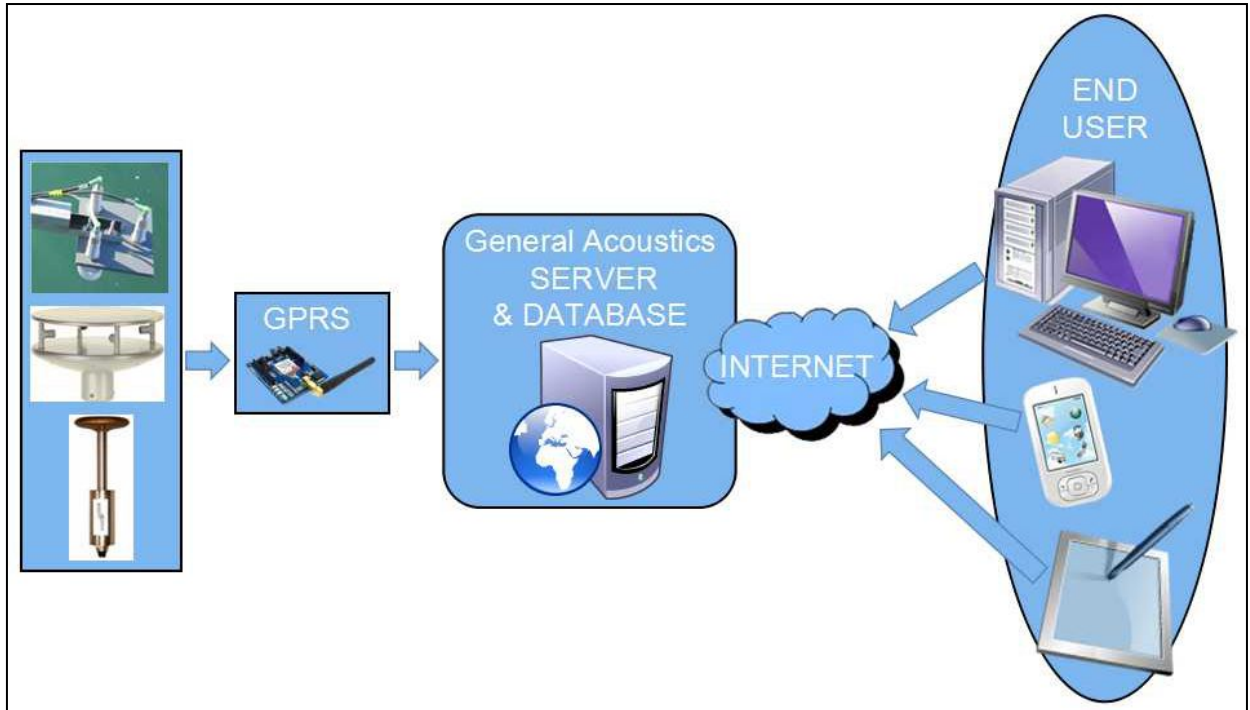 GPRS
General Acoustics
SERVER
& DATABASE
INTERNET
END
USER